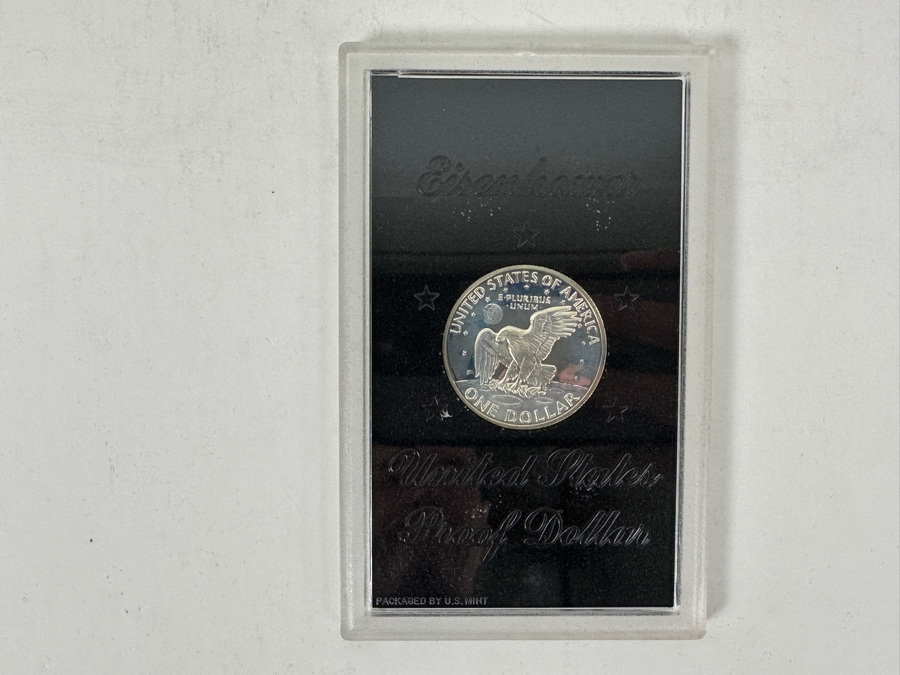 Eisenhower
UNITED STATES OF AMERICA
E·PLURIBUS
·UNUM·
ONE DOLLAR
United States
Proof Dollar
PACKAGED BY U.S. MINT